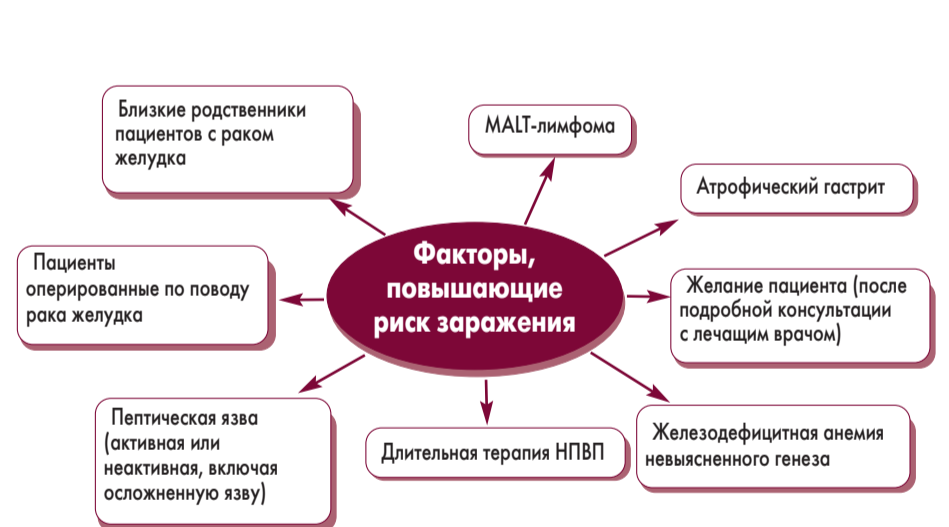 Близкие родственники
пациентов с раком
желудка
MALT-лимфома
Атрофический гастрит
Факторы,
повышающие
риск заражения
Пациенты
оперированные по поводу
рака желудка
Желание пациента (после
подробной консультации
с лечащим врачом)
Пептическая язва
(активная или
неактивная, включая
осложненную язву)
Длительная терапия НПВП
Железодефицитная анемия
невыясненного генеза